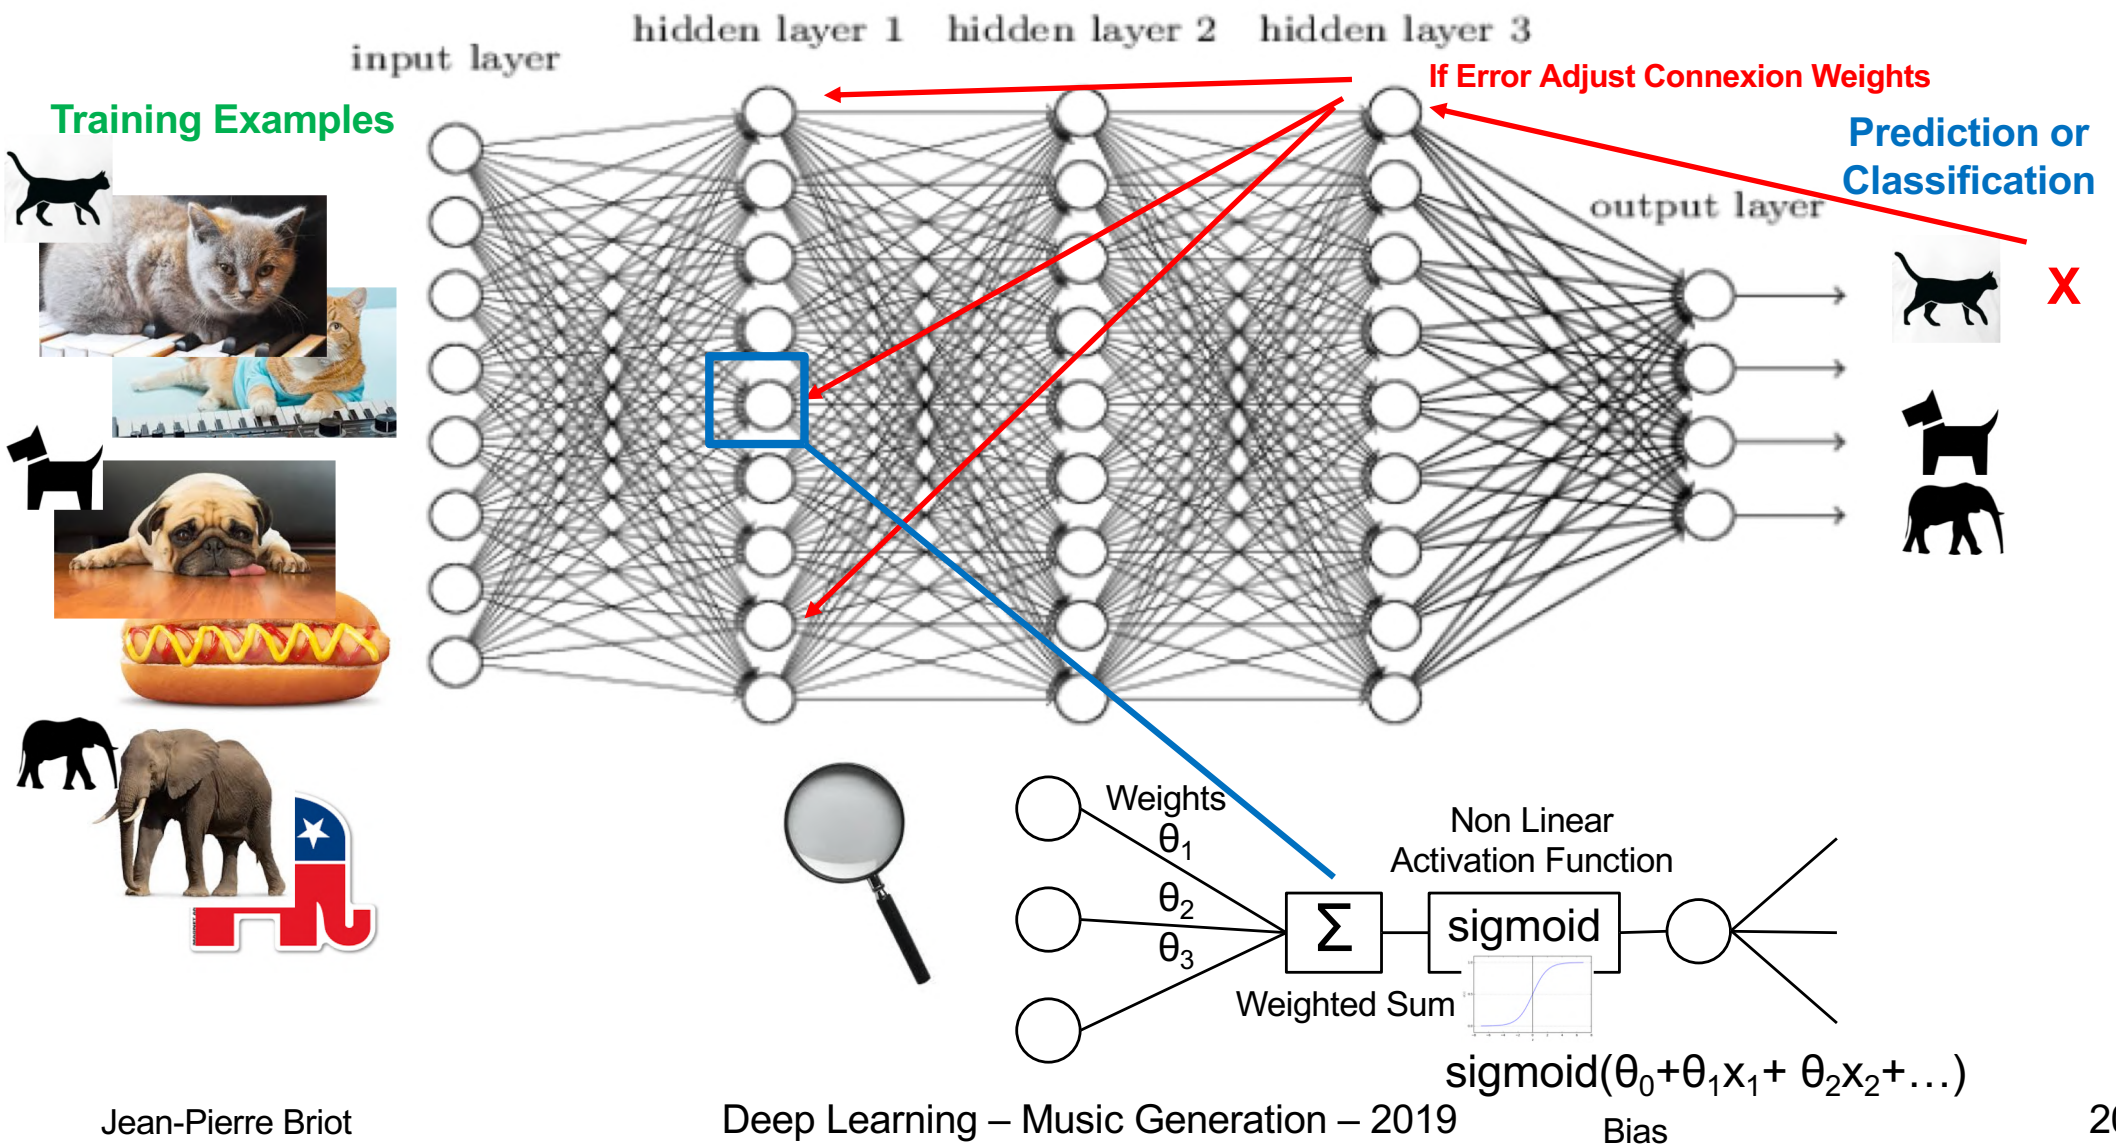 input layer
hidden layer 1
hidden layer 2
hidden layer 3
If Error Adjust Connexion Weights
Training Examples
Prediction or
Classification
output layer
X
Weights
θ1
θ2
θ3
Σ
Weighted Sum
Non Linear
Activation Function
sigmoid
sigmoid(θ0+θ1x1+ θ2x2+…)
Bias
Jean-Pierre Briot
Deep Learning – Music Generation – 2019